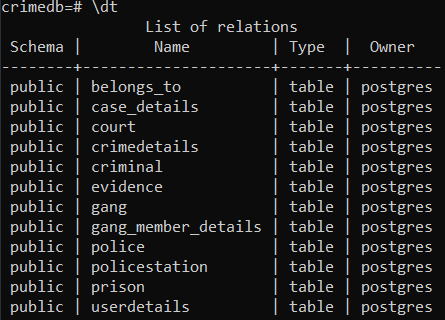 crimedb=# \dt
List of relations
Schema | Name | Type | Owner
--------+---------------------+-------+----------
public | belongs_to | table | postgres
public | case_details | table | postgres
public | court | table | postgres
public | crimedetails | table | postgres
public | criminal | table | postgres
public | evidence | table | postgres
public | gang | table | postgres
public | gang_member_details | table | postgres
public | police | table | postgres
public | policestation | table | postgres
public | prison | table | postgres
public | userdetails | table | postgres